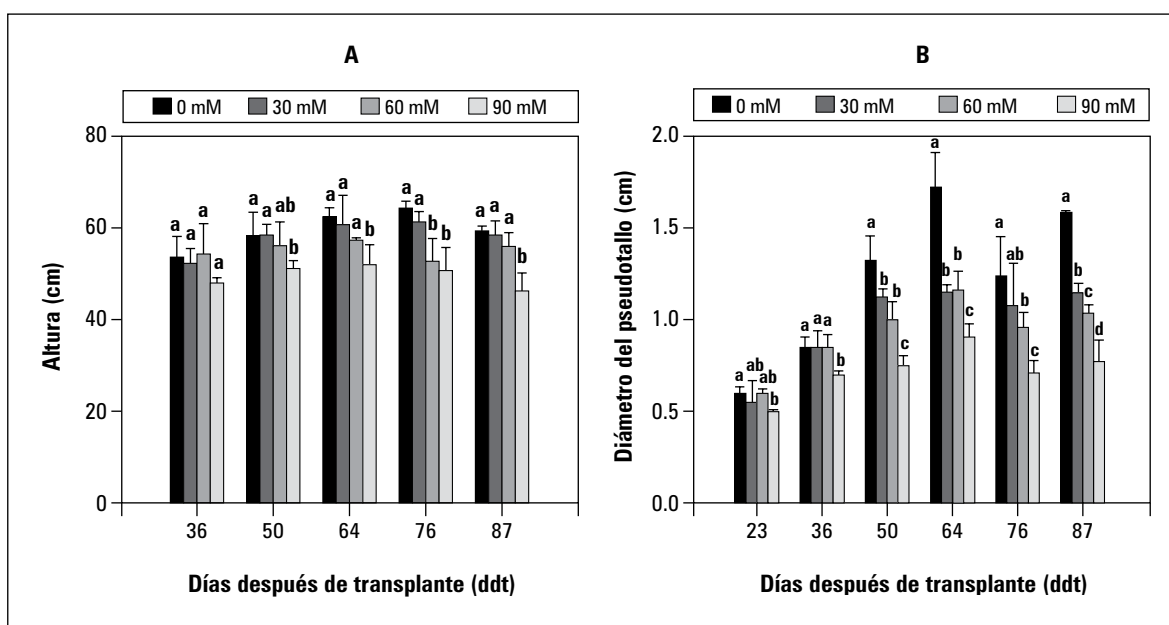 A
0 mM 30 mM 60 mM 90 mM
Altura (cm)
80
60
40
20
0
a a a a
a a ab b
a a a b
a a b b
a a a b
36 50 64 76 87
Días después de transplante (ddt)
B
0 mM 30 mM 60 mM 90 mM
Diámetro del pseudotallo (cm)
2.0
1.5
1.0
0.5
0.0
a ab ab b
a a a b
a b b c
a b b c
a ab b c
a b c d
23 36 50 64 76 87
Días después de transplante (ddt)